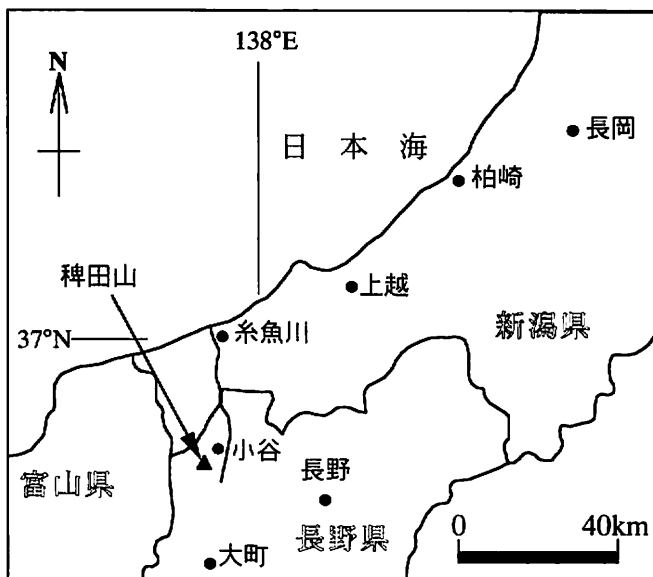 138°E
N
日本海
長岡
柏崎
稗田山
上越
37°N
糸魚川
新潟県
小谷
富山県
長野
長野県
0 40km
大町